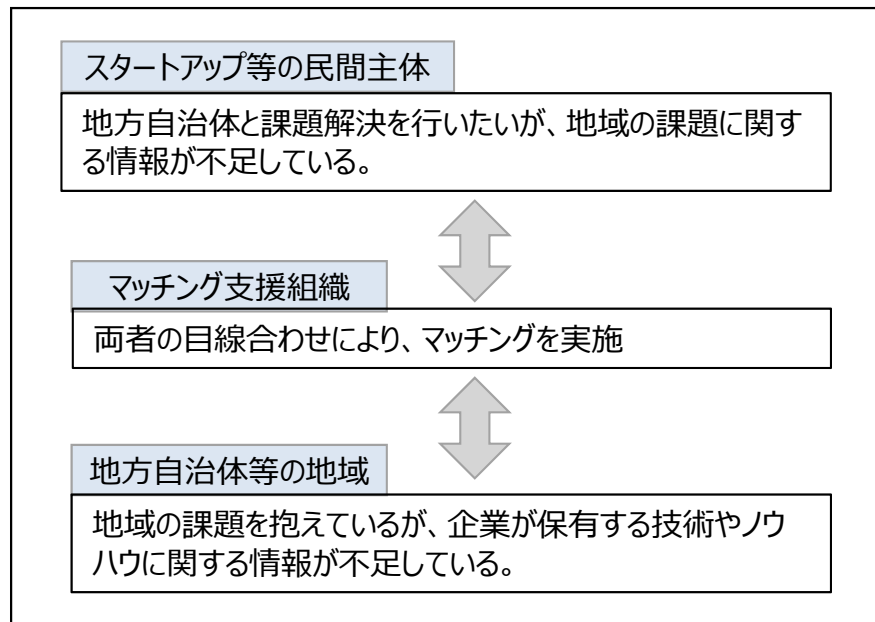 スタートアップ等の民間主体
地方自治体と課題解決を行いたいが、地域の課題に関す
る情報が不足している。
マッチング支援組織
両者の目線合わせにより、マッチングを実施
地方自治体等の地域
地域の課題を抱えているが、企業が保有する技術やノウ
ハウに関する情報が不足している。